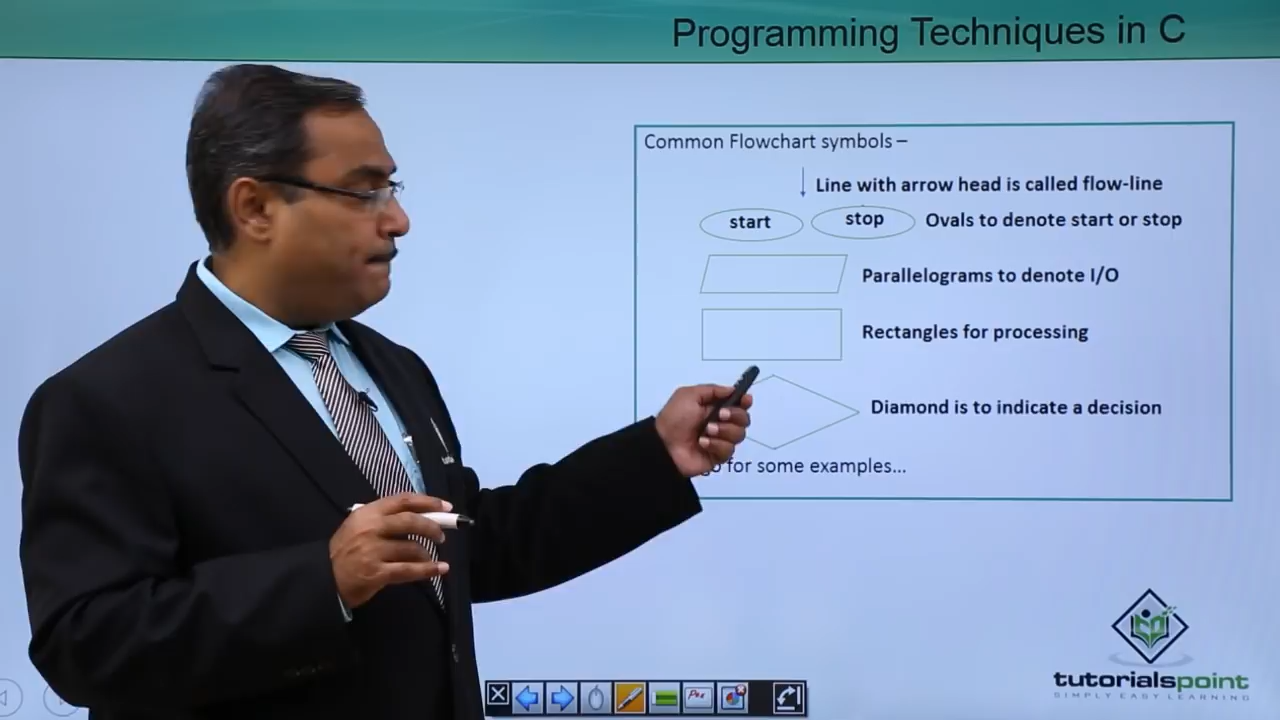 Programming Techniques in C
Common Flowchart symbols –
Line with arrow head is called flow-line
start stop Ovals to denote start or stop
Parallelograms to denote I/O
Rectangles for processing
Diamond is to indicate a decision
go for some examples...
tutorialspoint
SIMPLY EASY LEARNING
Pen